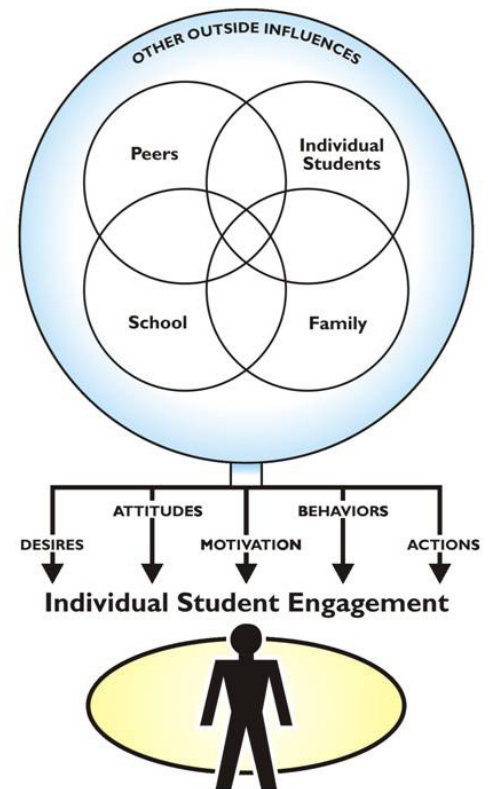 OTHER OUTSIDE INFLUENCES
Peers
Individual
Students
School
Family
ATTITUDES
BEHAVIORS
DESIRES
MOTIVATION
ACTIONS
Individual Student Engagement